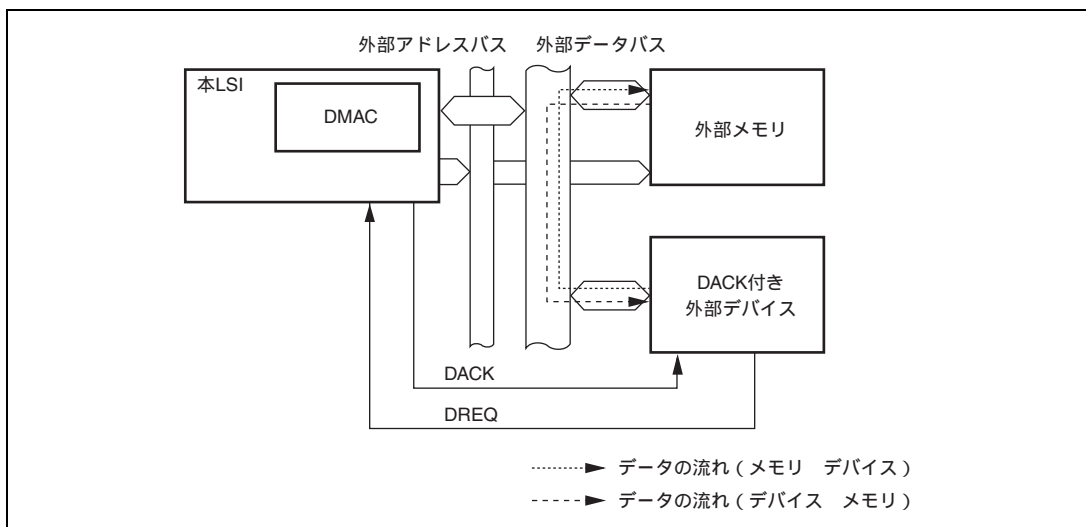 外部アドレスバス
外部データバス
本LSI
DMAC
外部メモリ
DACK付き
外部デバイス
DACK
DREQ
データの流れ(メモリ デバイス)
データの流れ(デバイス メモリ)